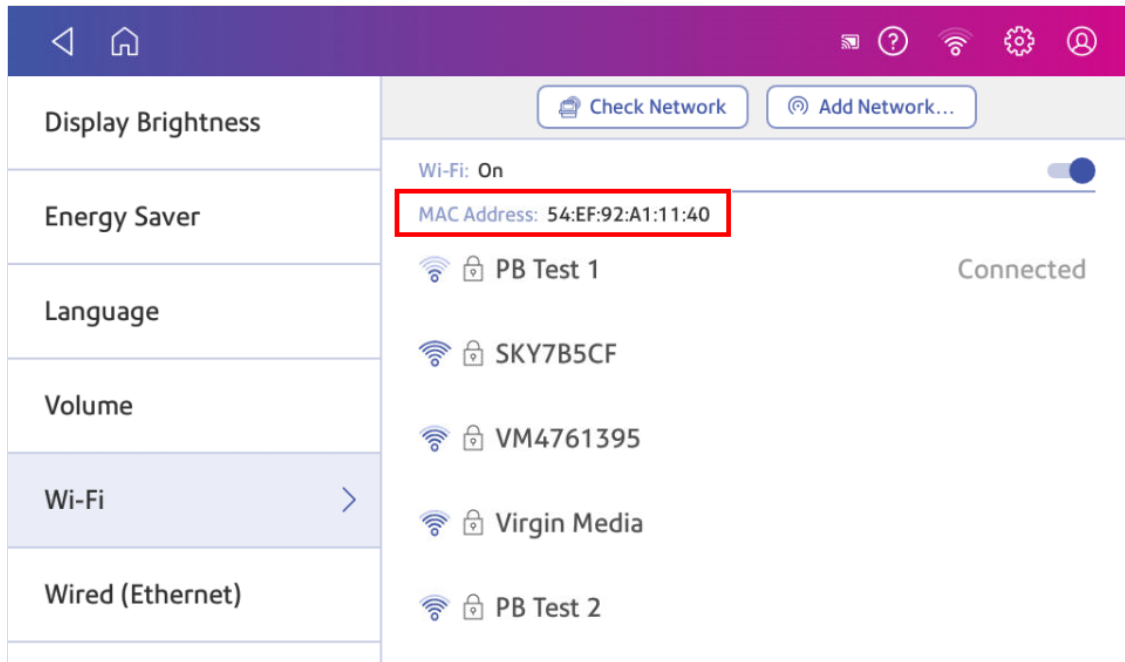 Display Brightness
Energy Saver
Language
Volume
Wi-Fi
Wired (Ethernet)
Check Network
Add Network...
Wi-Fi: On
MAC Address: 54:EF:92:A1:11:40
PB Test 1 Connected
SKY7B5CF
VM4761395
Virgin Media
PB Test 2